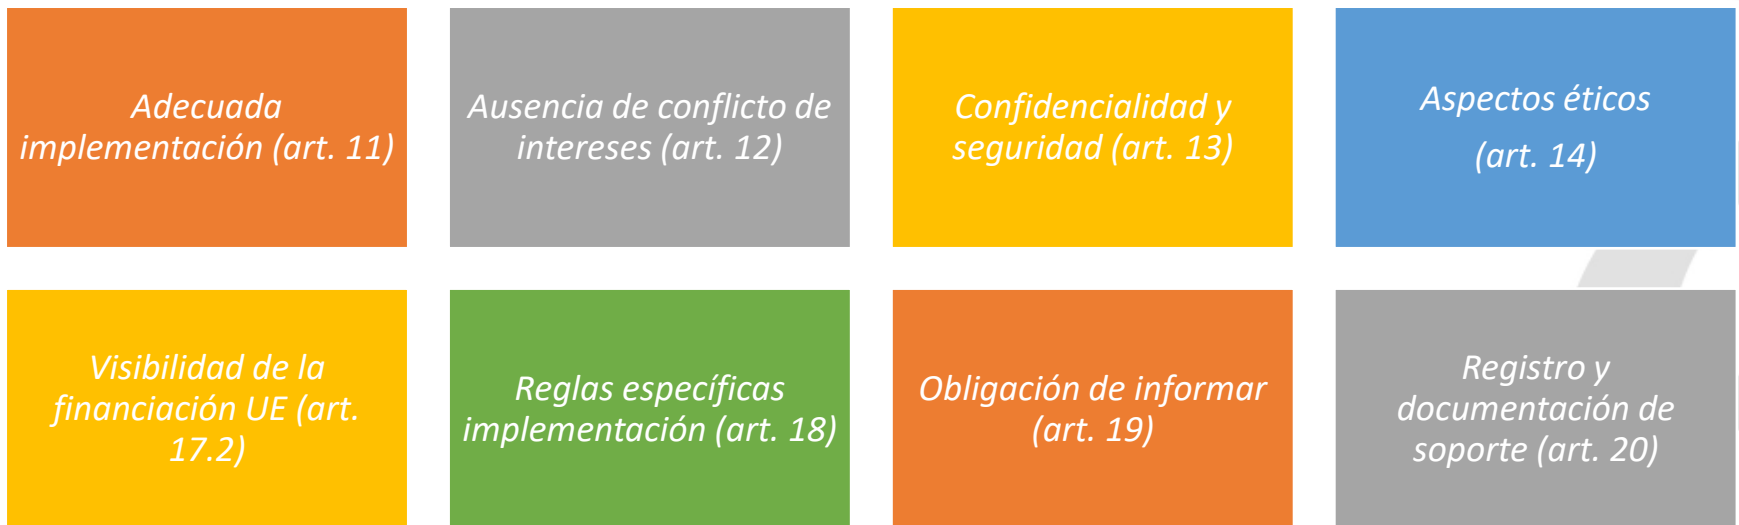 Adecuada
implementación (art. 11)
Ausencia de conflicto de
intereses (art. 12)
Confidencialidad y
seguridad (art. 13)
Aspectos éticos
(art. 14)
Visibilidad de la
financiación UE (art.
17.2)
Reglas específicas
implementación (art. 18)
Obligación de informar
(art. 19)
Registro y
documentación de
soporte (art. 20)